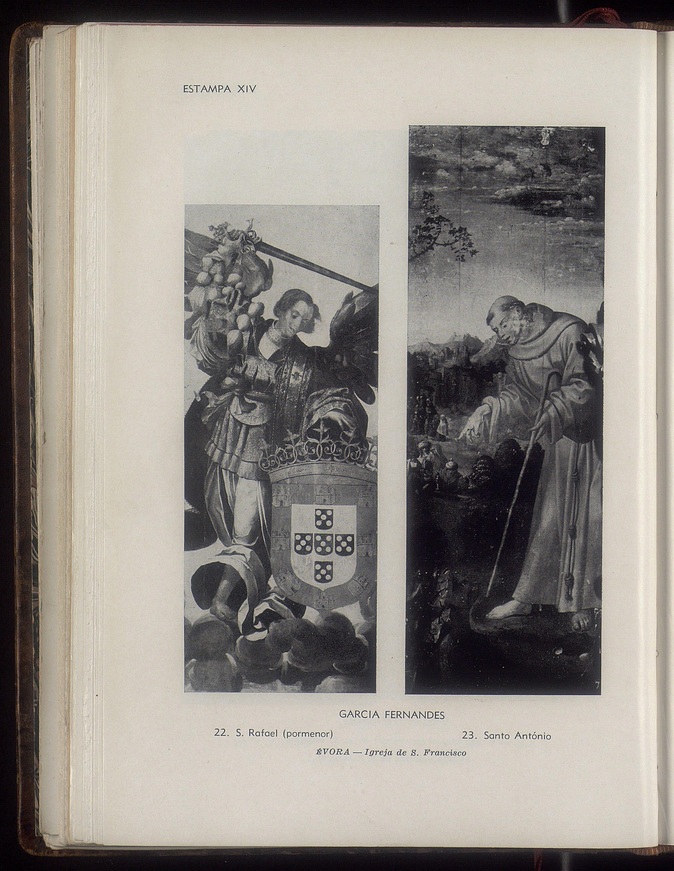 ESTAMPA XIV
GARCIA FERNANDES
22. S. Rafael (pormenor)
23. Santo António
ÉVORA — Igreja de S. Francisco